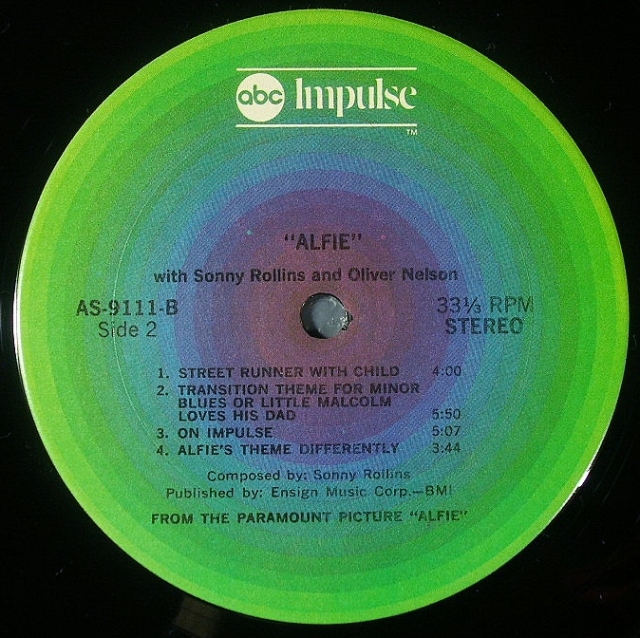 abc Impulse
TM
"ALFIE"
with Sonny Rollins and Oliver Nelson
AS-9111-B
Side 2
33⅓ RPM
STEREO
1. STREET RUNNER WITH CHILD 4:00
2. TRANSITION THEME FOR MINOR
BLUES OR LITTLE MALCOLM
LOVES HIS DAD 5:50
3. ON IMPULSE 5:07
4. ALFIE'S THEME DIFFERENTLY 3:44
Composed by: Sonny Rollins
Published by: Ensign Music Corp.—BMI
FROM THE PARAMOUNT PICTURE "ALFIE"